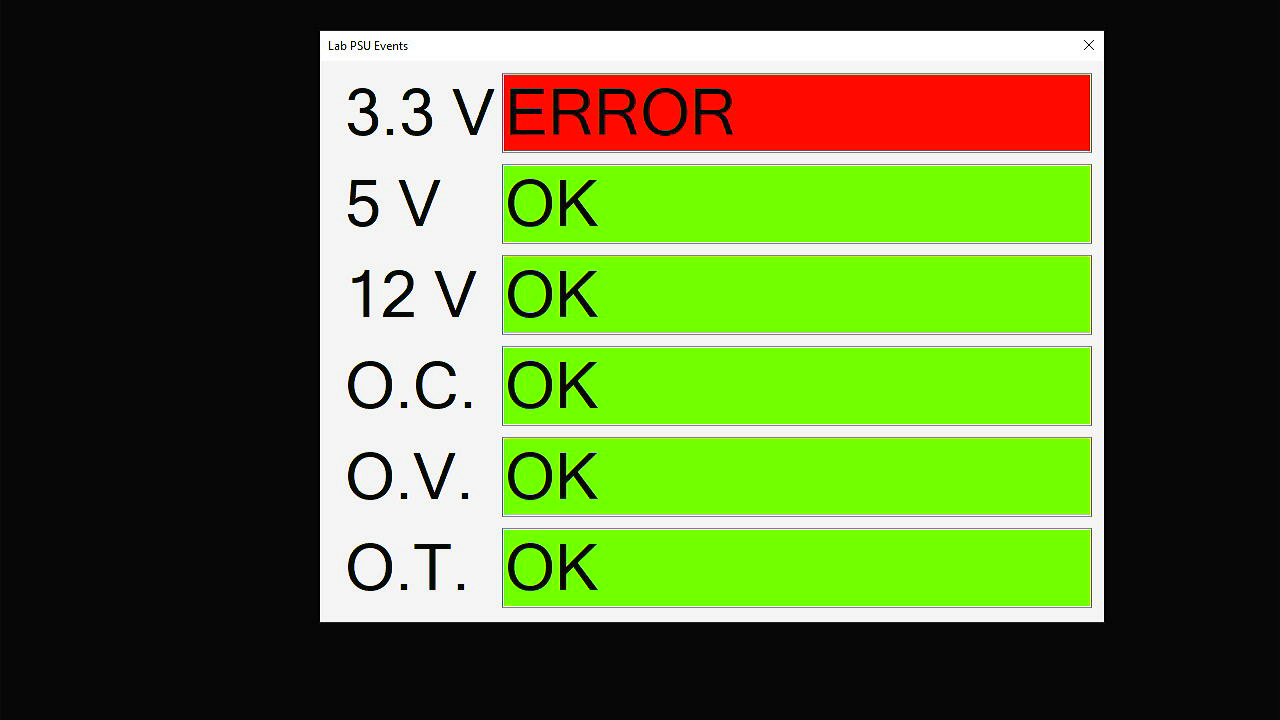 Lab PSU Events
3.3 V ERROR
5 V OK
12 V OK
O.C. OK
O.V. OK
O.T. OK